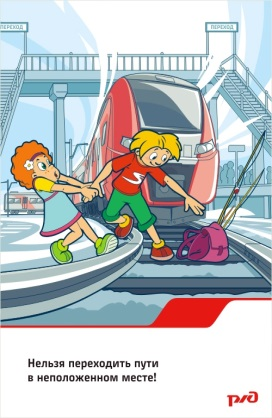 ПЕРЕХОД
ПЕРЕХОД
Нельзя переходить пути
в неположенном месте!
ржд